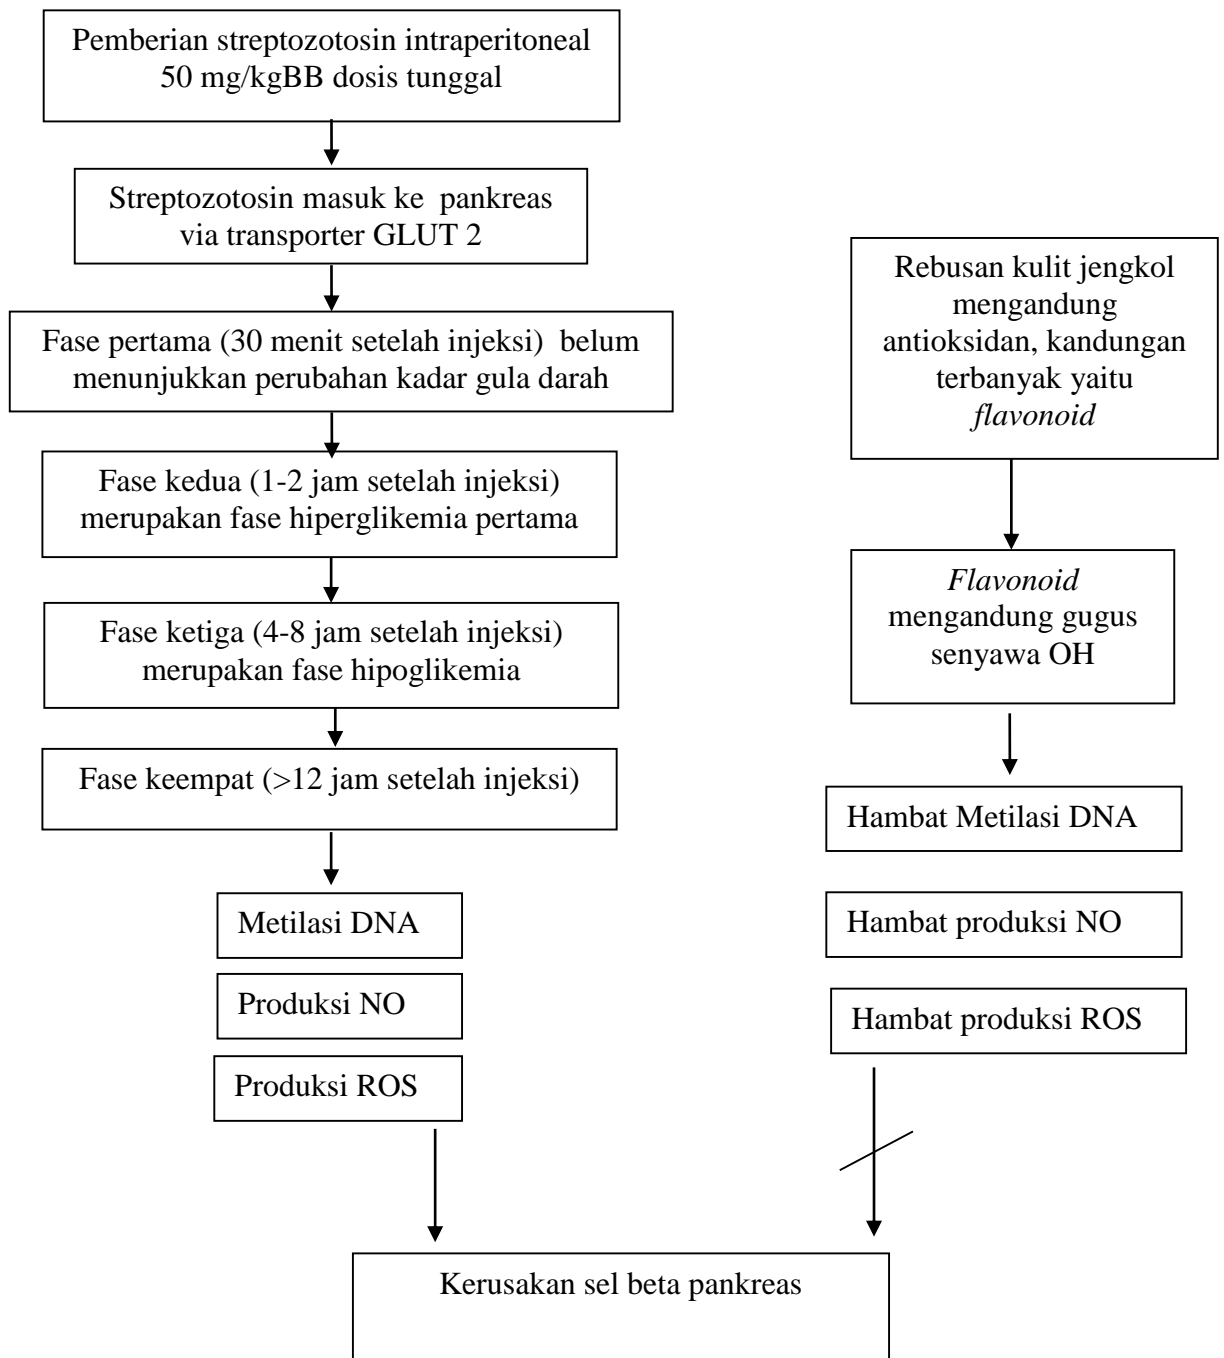 Pemberian streptozotosin intraperitoneal
50 mg/kgBB dosis tunggal
Streptozotosin masuk ke pankreas
via transporter GLUT 2
Fase pertama (30 menit setelah injeksi) belum
menunjukkan perubahan kadar gula darah
Fase kedua (1-2 jam setelah injeksi)
merupakan fase hiperglikemia pertama
Fase ketiga (4-8 jam setelah injeksi)
merupakan fase hipoglikemia
Fase keempat (>12 jam setelah injeksi)
Metilasi DNA
Produksi NO
Produksi ROS
Rebusan kulit jengkol
mengandung
antioksidan, kandungan
terbanyak yaitu
flavonoid
Flavonoid
mengandung gugus
senyawa OH
Hambat Metilasi DNA
Hambat produksi NO
Hambat produksi ROS
Kerusakan sel beta pankreas